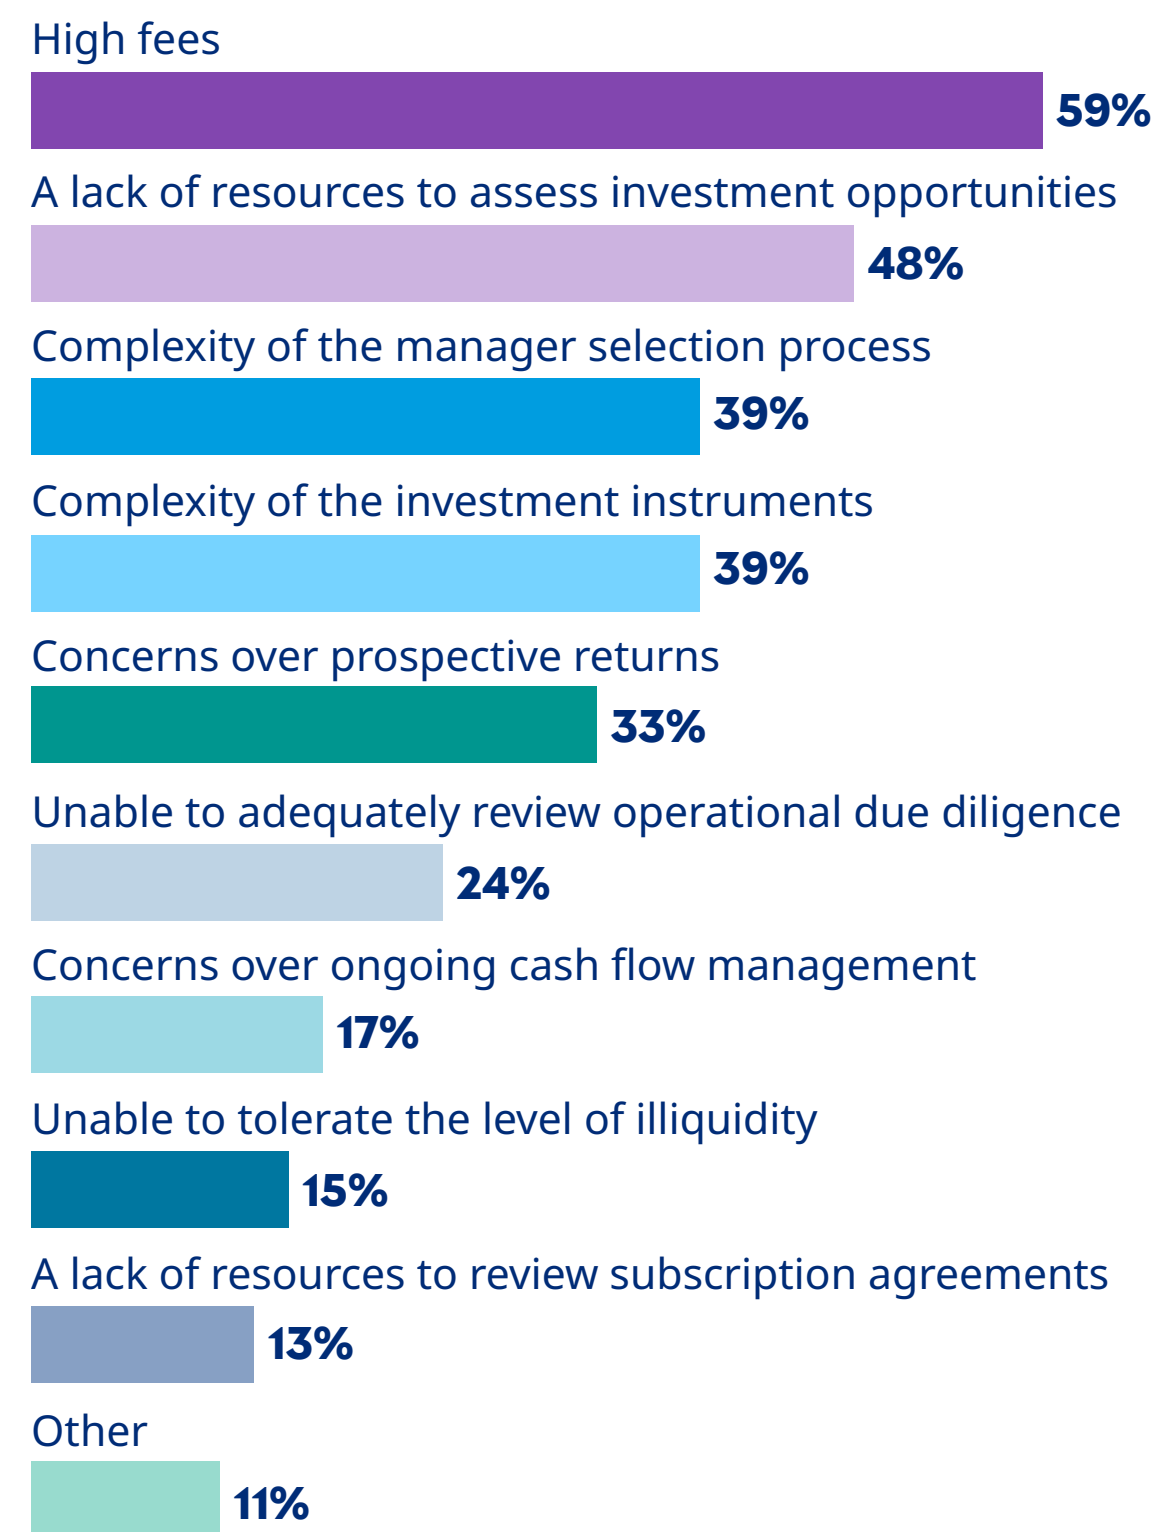 High fees
59%
A lack of resources to assess investment opportunities
48%
Complexity of the manager selection process
39%
Complexity of the investment instruments
39%
Concerns over prospective returns
33%
Unable to adequately review operational due diligence
24%
Concerns over ongoing cash flow management
17%
Unable to tolerate the level of illiquidity
15%
A lack of resources to review subscription agreements
13%
Other
11%